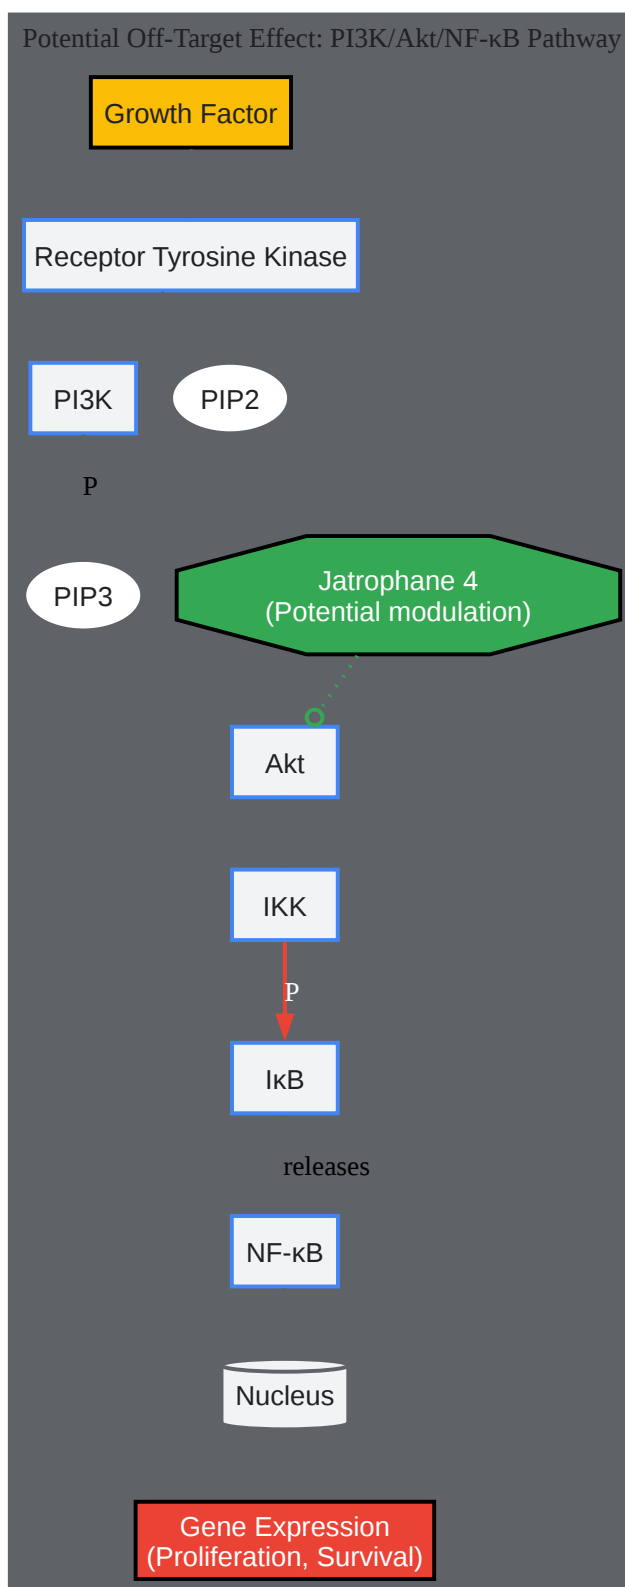 Potential Off-Target Effect: PI3K/Akt/NF-κB Pathway
Growth Factor
Receptor Tyrosine Kinase
PI3K
PIP2
P
PIP3
Jatrophane 4
(Potential modulation)
Akt
IKK
P
IκB
releases
NF-κB
Nucleus
Gene Expression
(Proliferation, Survival)